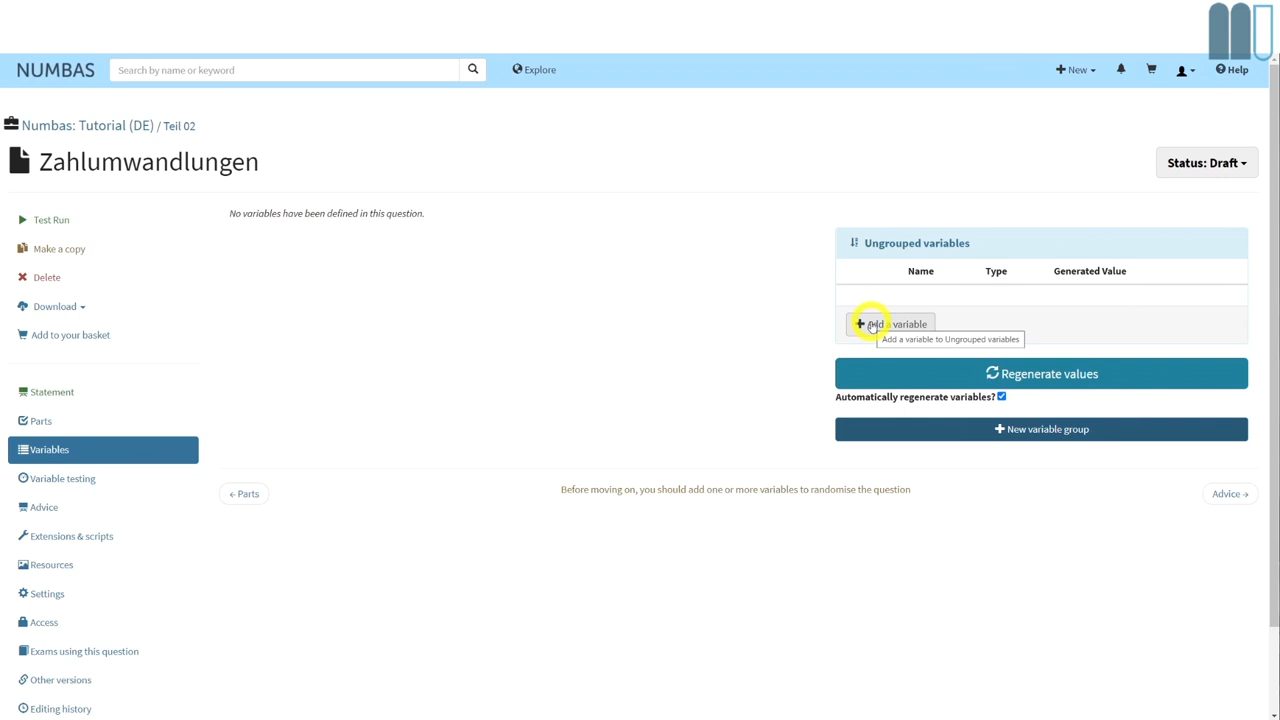 NUMBAS
Search by name or keyword
Explore
New
Help
Numbas: Tutorial (DE) / Teil 02
Zahlumwandlungen
Status: Draft
Test Run
Make a copy
Delete
Download
Add to your basket
Statement
Parts
Variables
Variable testing
Advice
Extensions & scripts
Resources
Settings
Access
Exams using this question
Other versions
Editing history
No variables have been defined in this question.
Ungrouped variables
Name Type Generated Value
Add a variable
Add a variable to Ungrouped variables
Regenerate values
Automatically regenerate variables?
New variable group
← Parts
Before moving on, you should add one or more variables to randomise the question
Advice →